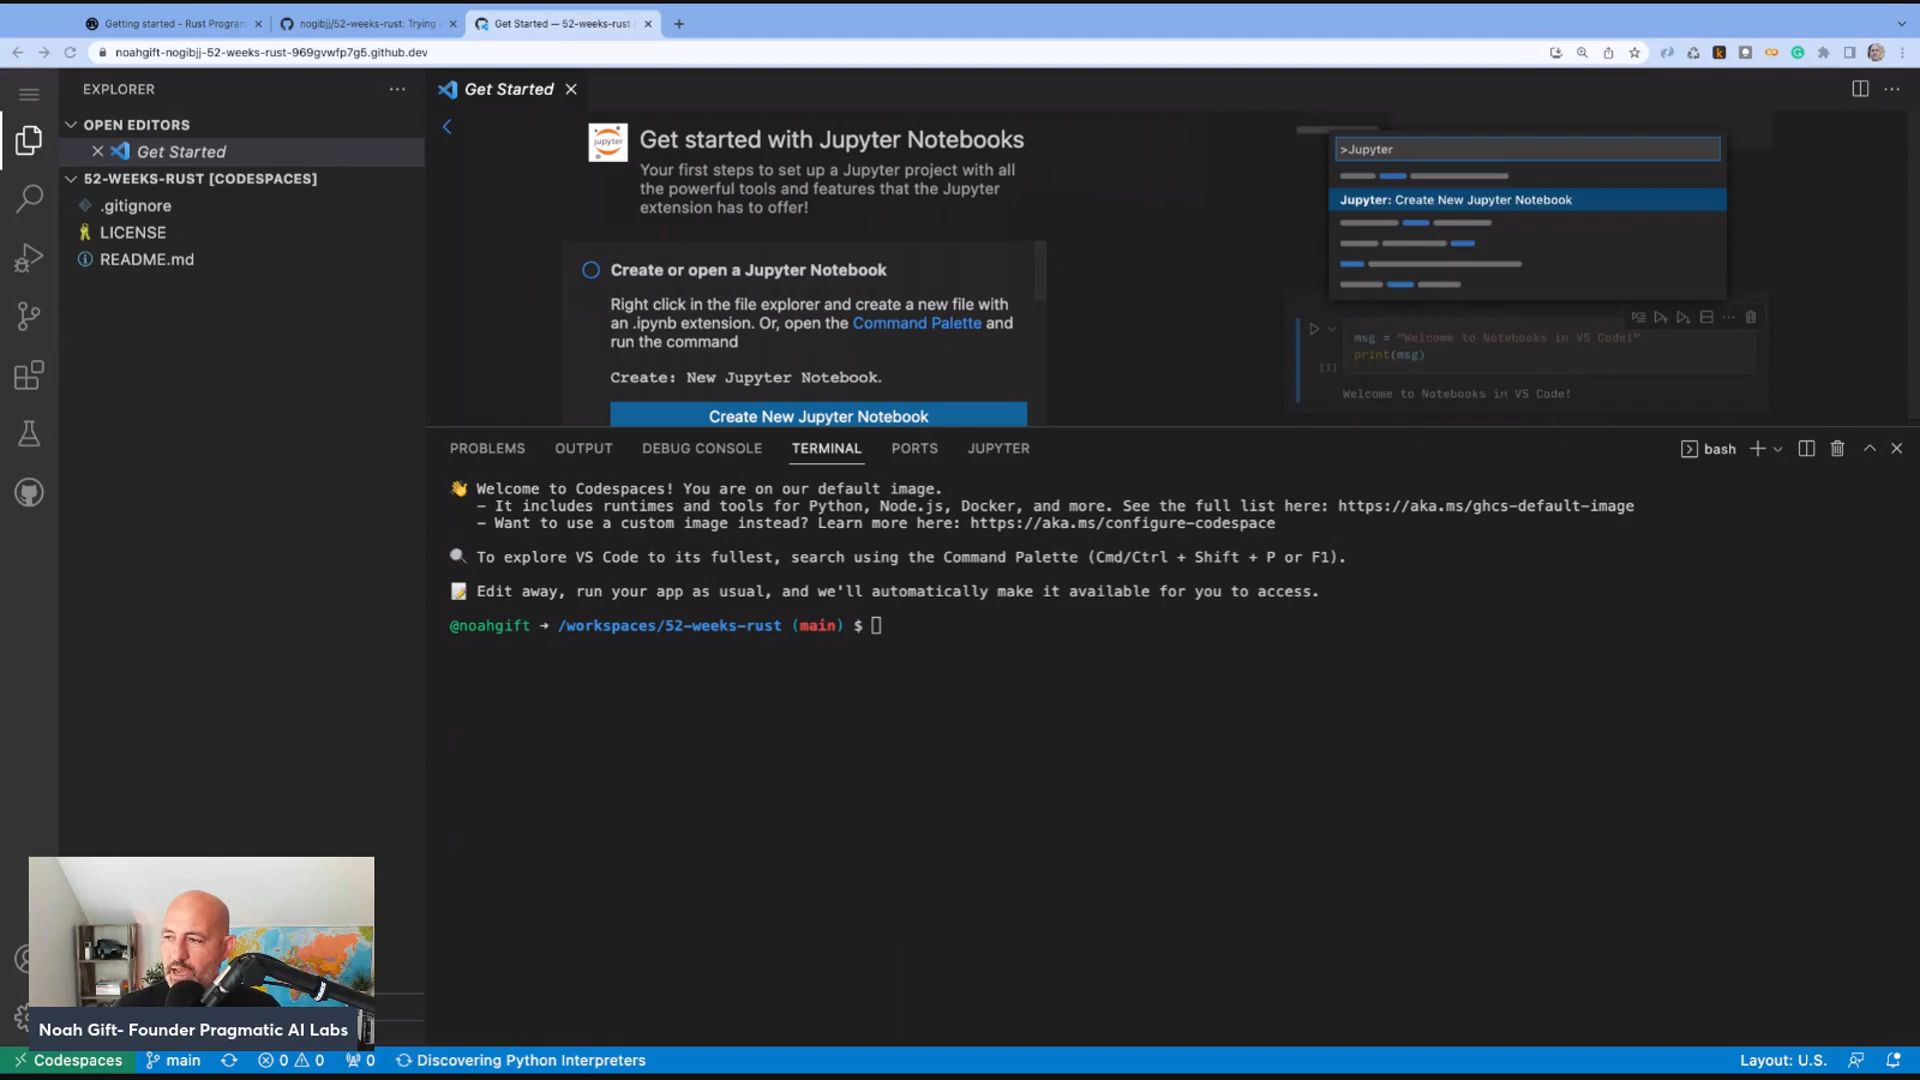 Getting started - Rust Program
nogibjj/52-weeks-rust: Trying
Get Started — 52-weeks-rust
noahgift-nogibjj-52-weeks-rust-969gvwfp7g5.github.dev
EXPLORER
Get Started
OPEN EDITORS
Get Started
52-WEEKS-RUST [CODESPACES]
.gitignore
LICENSE
README.md
jupyter
Get started with Jupyter Notebooks
Your first steps to set up a Jupyter project with all
the powerful tools and features that the Jupyter
extension has to offer!
Create or open a Jupyter Notebook
Right click in the file explorer and create a new file with
an .ipynb extension. Or, open the Command Palette and
run the command
Create: New Jupyter Notebook.
Create New Jupyter Notebook
>Jupyter
Jupyter: Create New Jupyter Notebook
msg = "Welcome to Notebooks in VS Code!"
print(msg)
[1]
Welcome to Notebooks in VS Code!
PROBLEMS OUTPUT DEBUG CONSOLE TERMINAL PORTS JUPYTER
bash
👋 Welcome to Codespaces! You are on our default image.
- It includes runtimes and tools for Python, Node.js, Docker, and more. See the full list here: https://aka.ms/ghcs-default-image
- Want to use a custom image instead? Learn more here: https://aka.ms/configure-codespace
🔍 To explore VS Code to its fullest, search using the Command Palette (Cmd/Ctrl + Shift + P or F1).
📝 Edit away, run your app as usual, and we'll automatically make it available for you to access.
@noahgift → /workspaces/52-weeks-rust (main) $
Noah Gift- Founder Pragmatic AI Labs
Codespaces main 0 0 0 Discovering Python Interpreters
Layout: U.S.